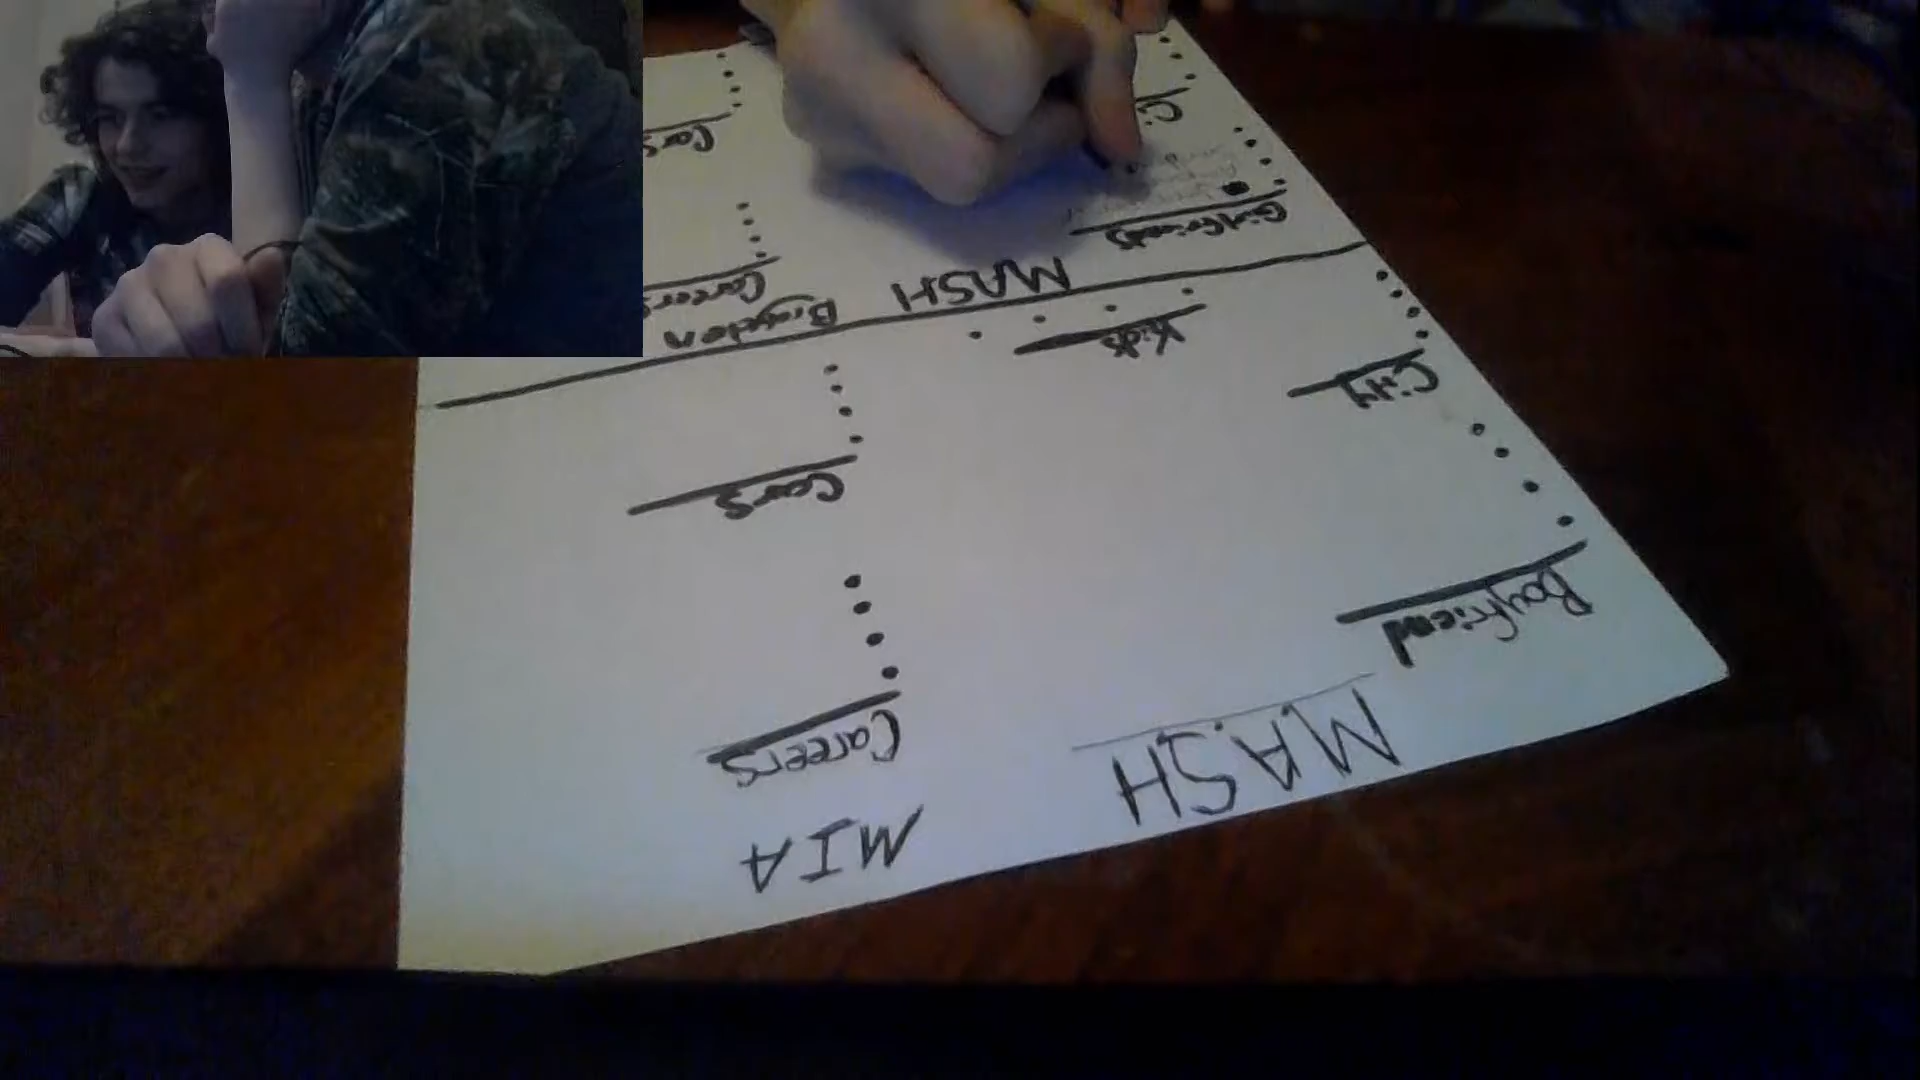 MIA
MASH
Careers
Boyfriend
Cars
City
Kids
Brayden
MASH
Careers
Girlfriends
Cars